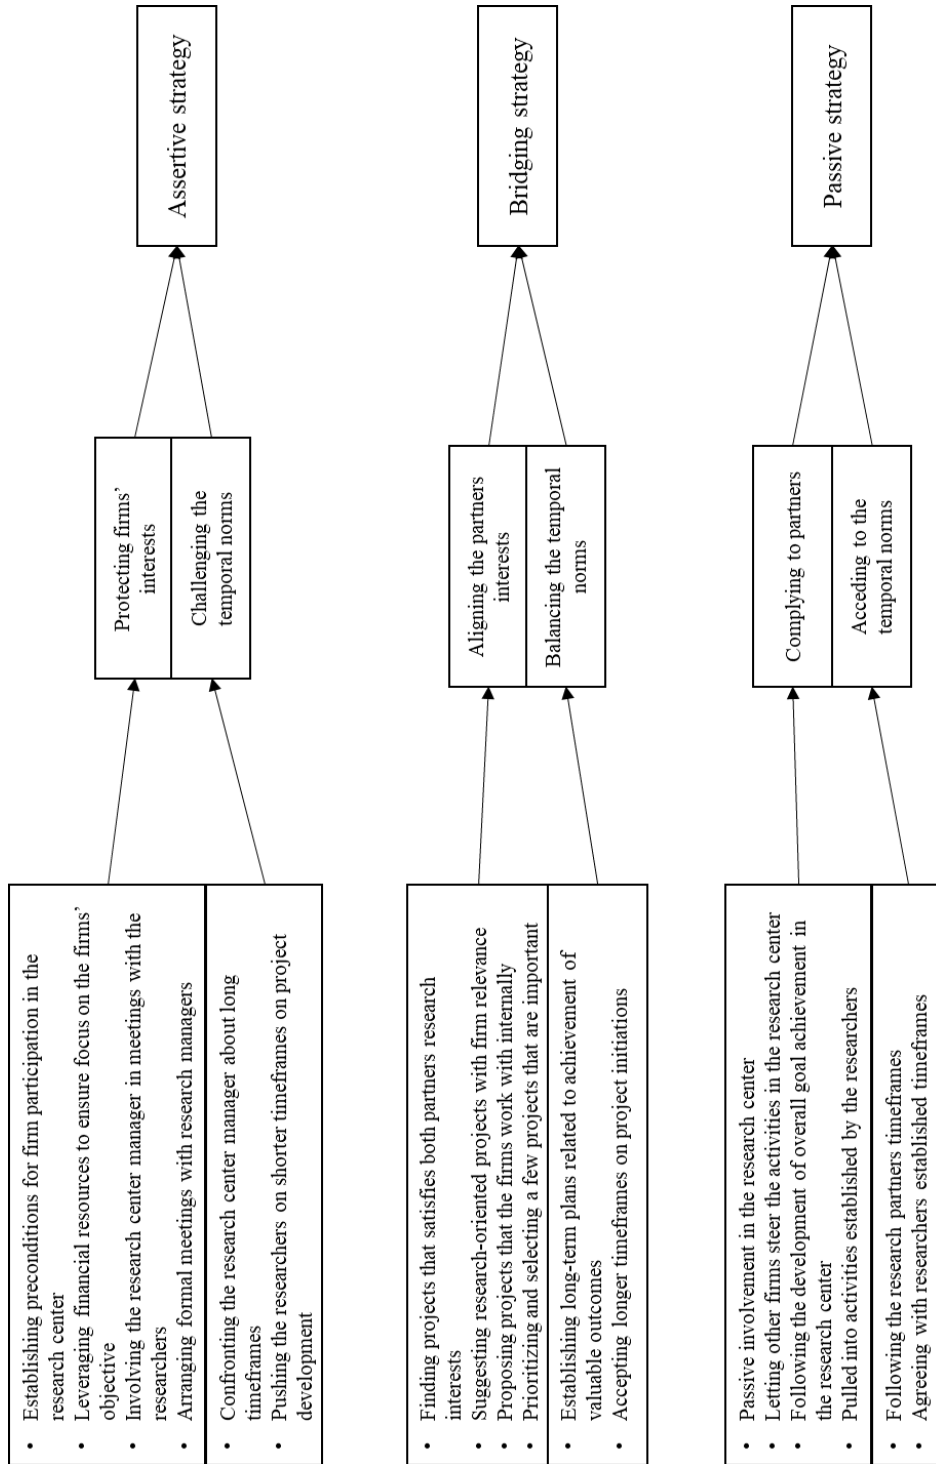 • Establishing preconditions for firm participation in the
research center
• Leveraging financial resources to ensure focus on the firms’
objective
• Involving the research center manager in meetings with the
researchers
• Arranging formal meetings with research managers
• Confronting the research center manager about long
timeframes
• Pushing the researchers on shorter timeframes on project
development
Protecting firms’
interests
Challenging the
temporal norms
Assertive strategy
• Finding projects that satisfies both partners research
interests
• Suggesting research-oriented projects with firm relevance
• Proposing projects that the firms work with internally
• Prioritizing and selecting a few projects that are important
• Establishing long-term plans related to achievement of
valuable outcomes
• Accepting longer timeframes on project initiations
Aligning the partners
interests
Balancing the temporal
norms
Bridging strategy
• Passive involvement in the research center
• Letting other firms steer the activities in the research center
• Following the development of overall goal achievement in
the research center
• Pulled into activities established by the researchers
• Following the research partners timeframes
• Agreeing with researchers established timeframes
Complying to partners
Acceding to the
temporal norms
Passive strategy